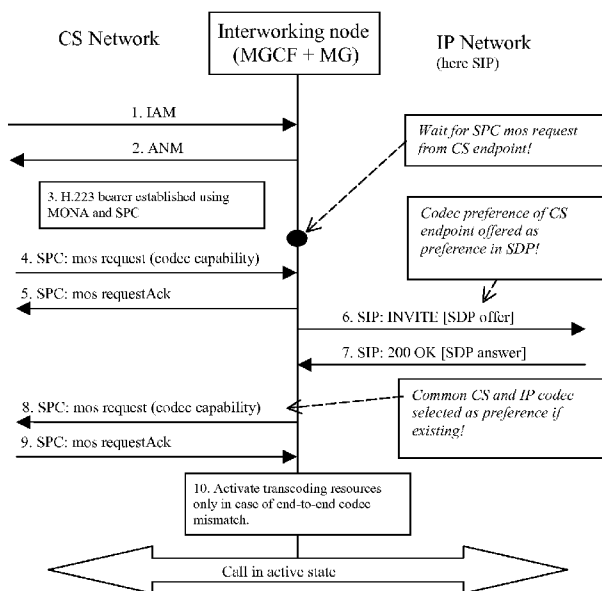 CS Network
Interworking node
(MGCF + MG)
IP Network
(here SIP)
1. IAM
Wait for SPC mos request
from CS endpoint!
2. ANM
3. H.223 bearer established using
MONA and SPC
Codec preference of CS
endpoint offered as
preference in SDP!
4. SPC: mos request (codec capability)
5. SPC: mos requestAck
6. SIP: INVITE [SDP offer]
7. SIP: 200 OK [SDP answer]
8. SPC: mos request (codec capability)
Common CS and IP codec
selected as preference if
existing!
9. SPC: mos requestAck
10. Activate transcoding resources
only in case of end-to-end codec
mismatch.
Call in active state